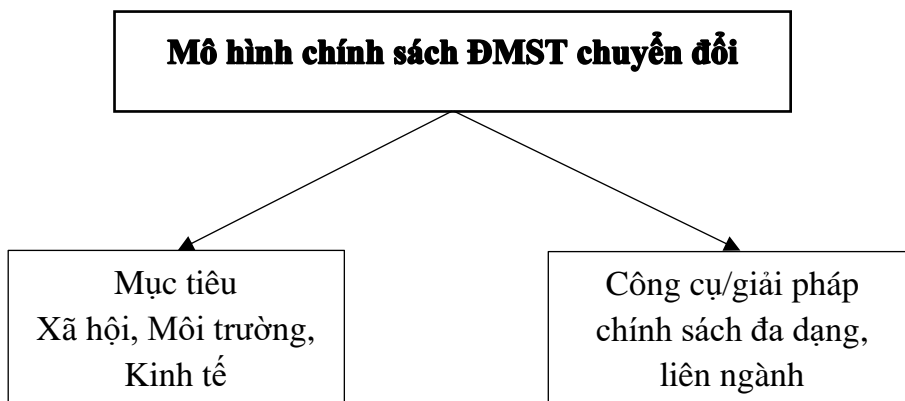 Mô hình chính sách ĐMST chuyển đổi
Mục tiêu
Xã hội, Môi trường,
Kinh tế
Công cụ/giải pháp
chính sách đa dạng,
liên ngành